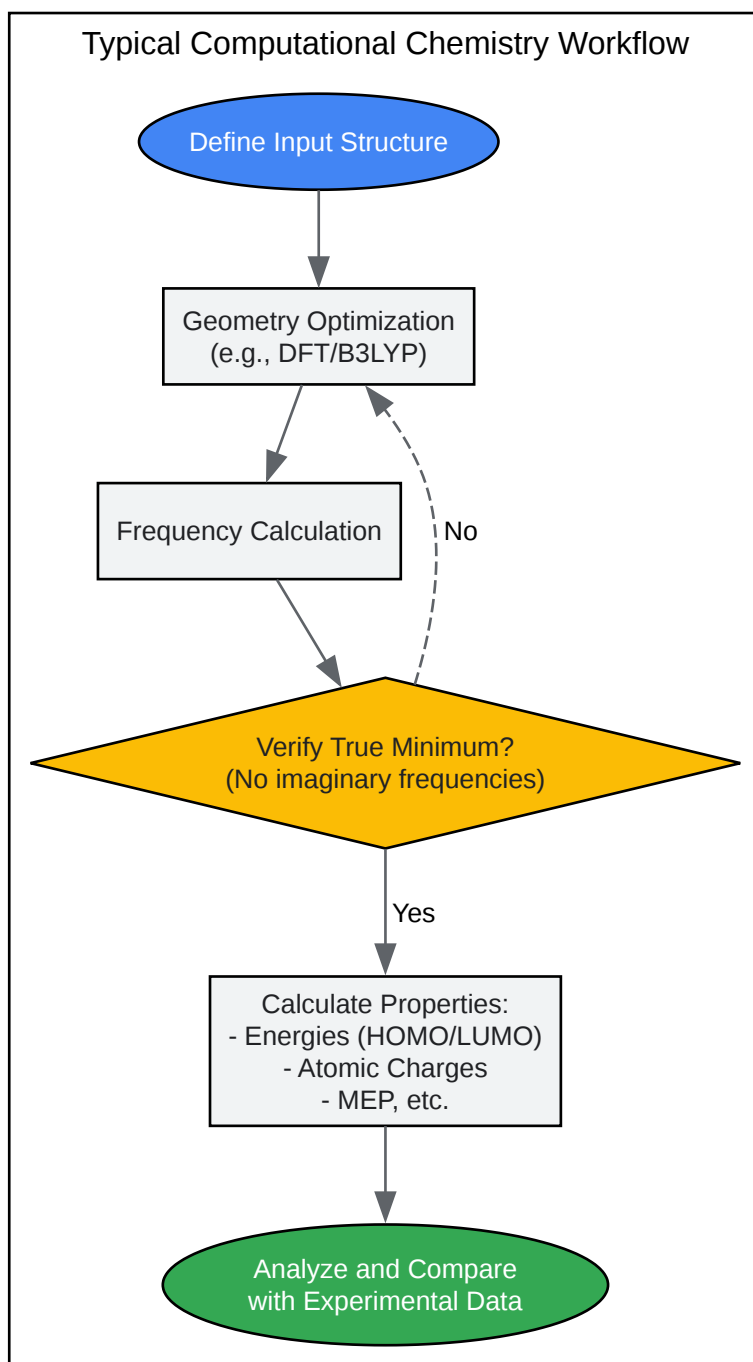 Typical Computational Chemistry Workflow
Define Input Structure
Geometry Optimization
(e.g., DFT/B3LYP)
Frequency Calculation
No
Verify True Minimum?
(No imaginary frequencies)
Yes
Calculate Properties:
- Energies (HOMO/LUMO)
- Atomic Charges
- MEP, etc.
Analyze and Compare
with Experimental Data